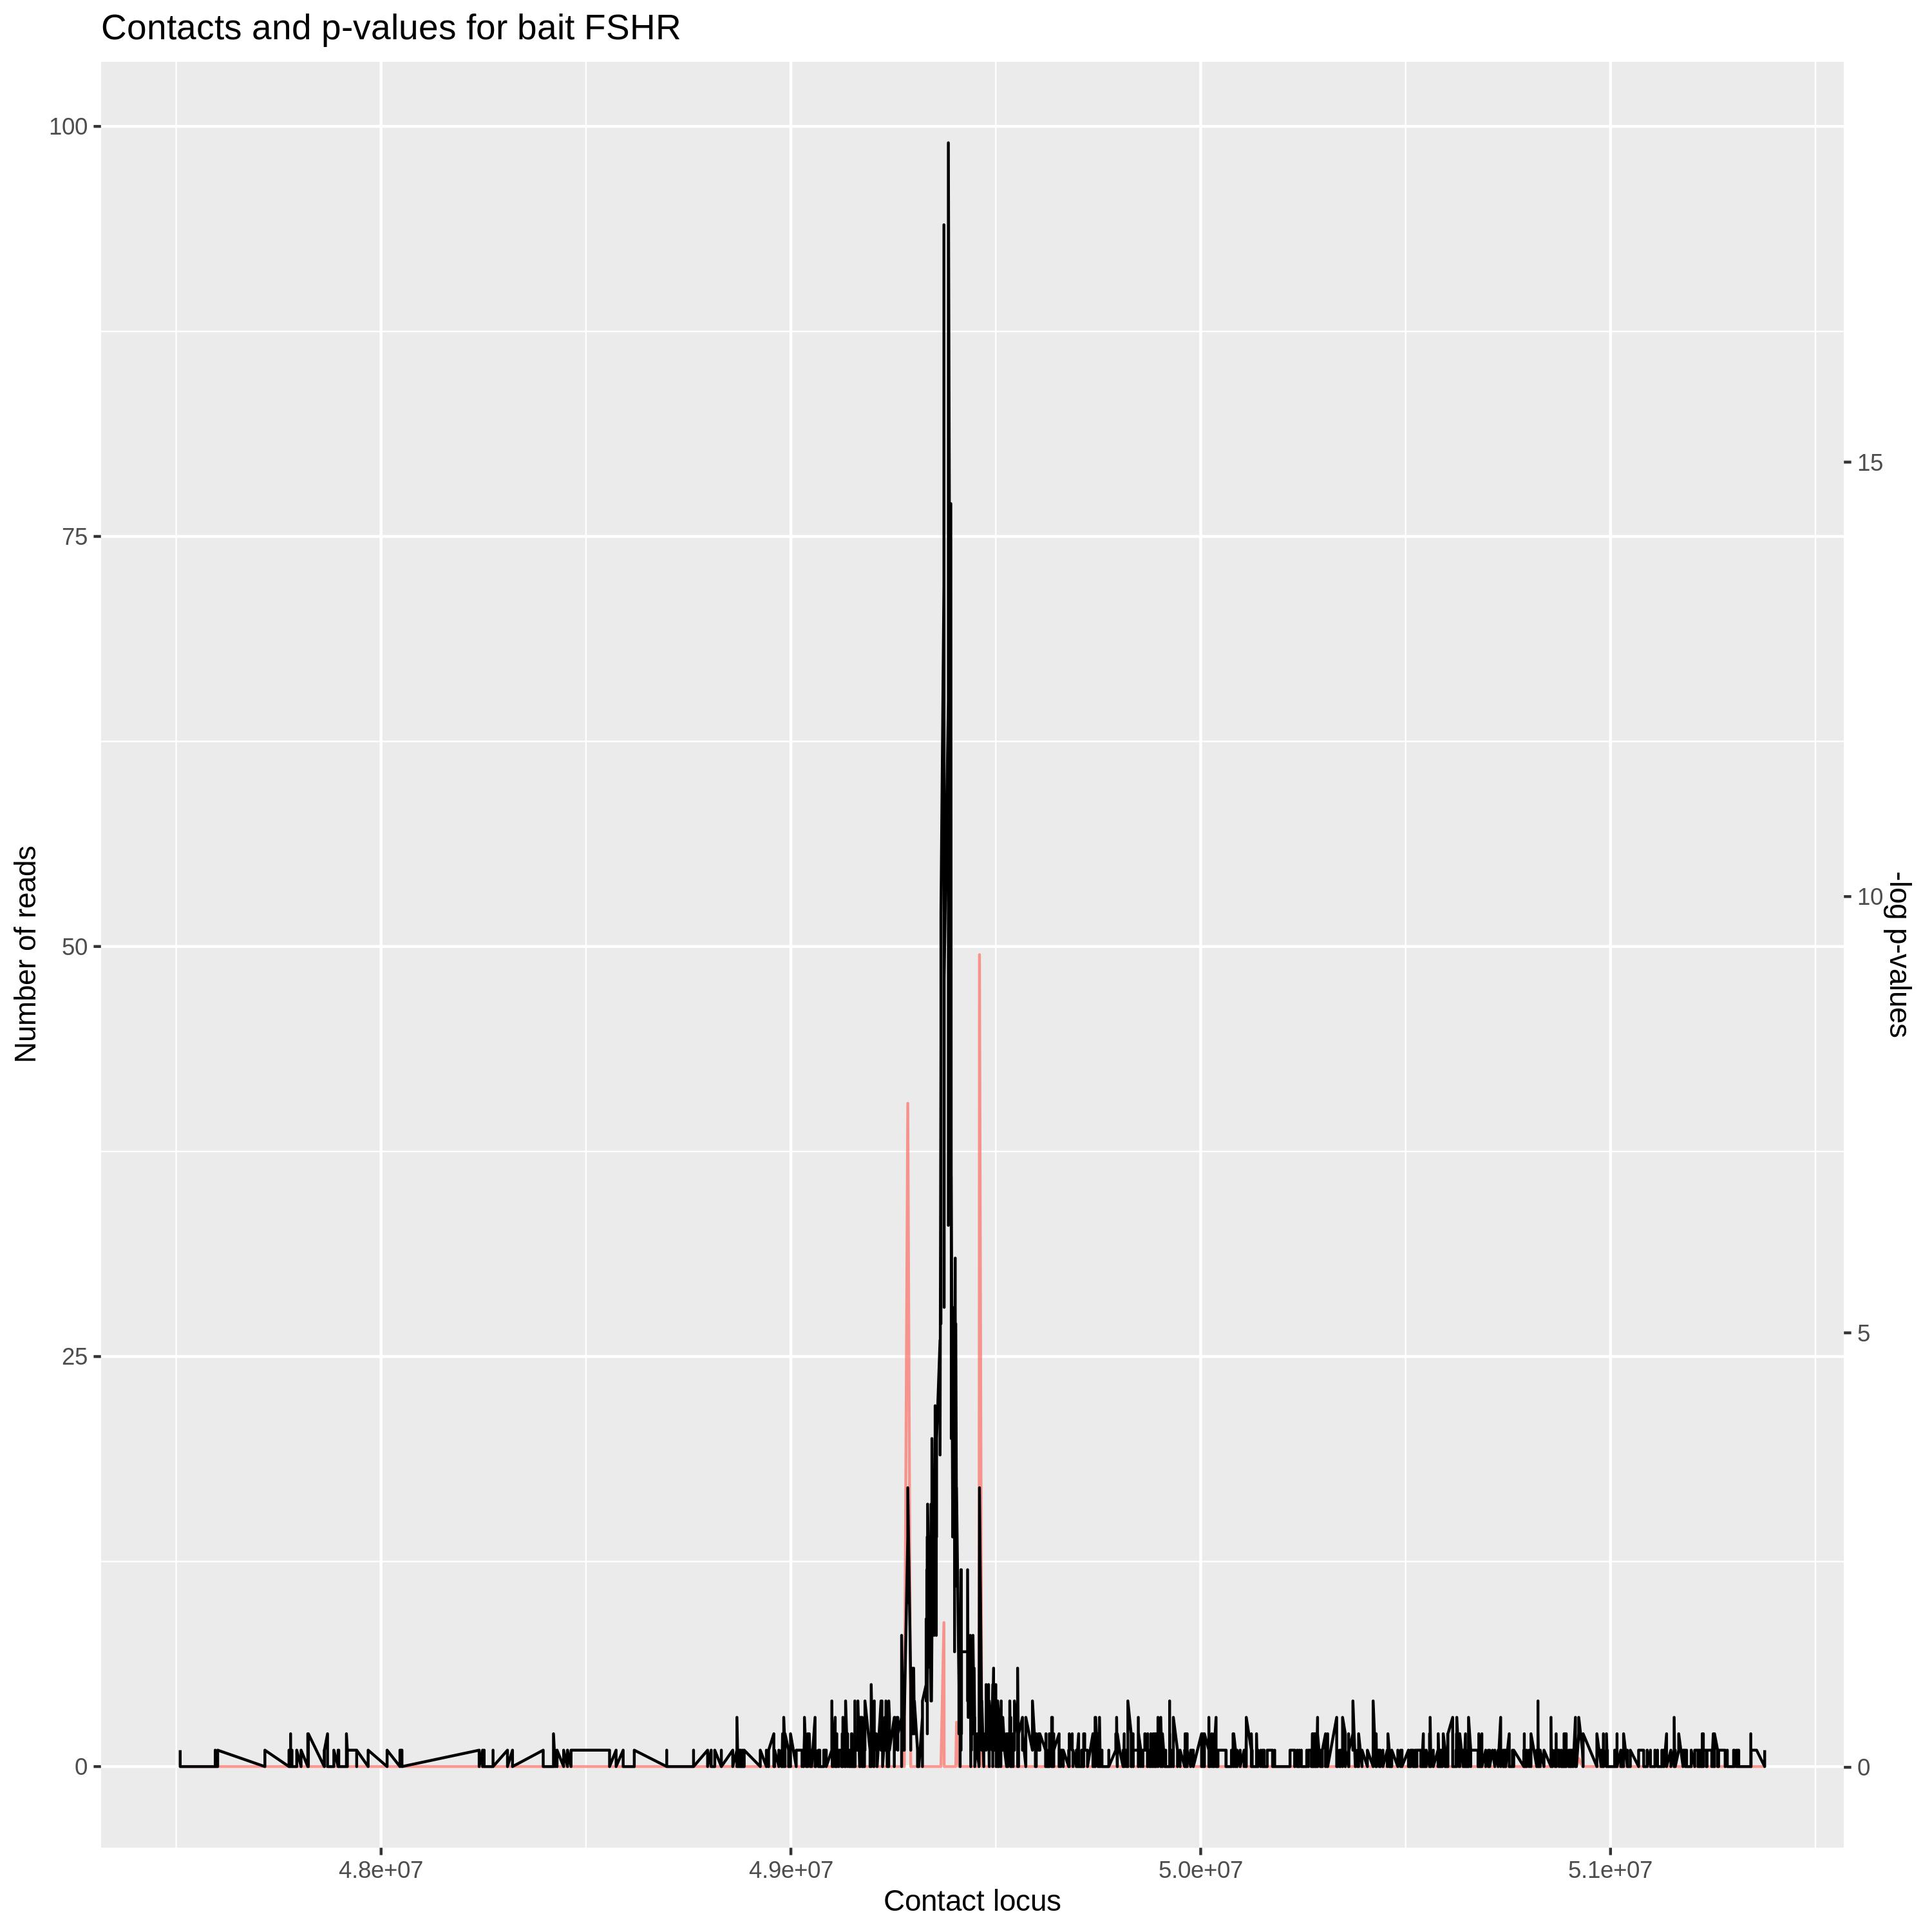 Contacts and p-values for bait FSHR
100
75
50
25
0
Number of reads
15
10
5
0
-log p-values
4.8e+07
4.9e+07
5.0e+07
5.1e+07
Contact locus